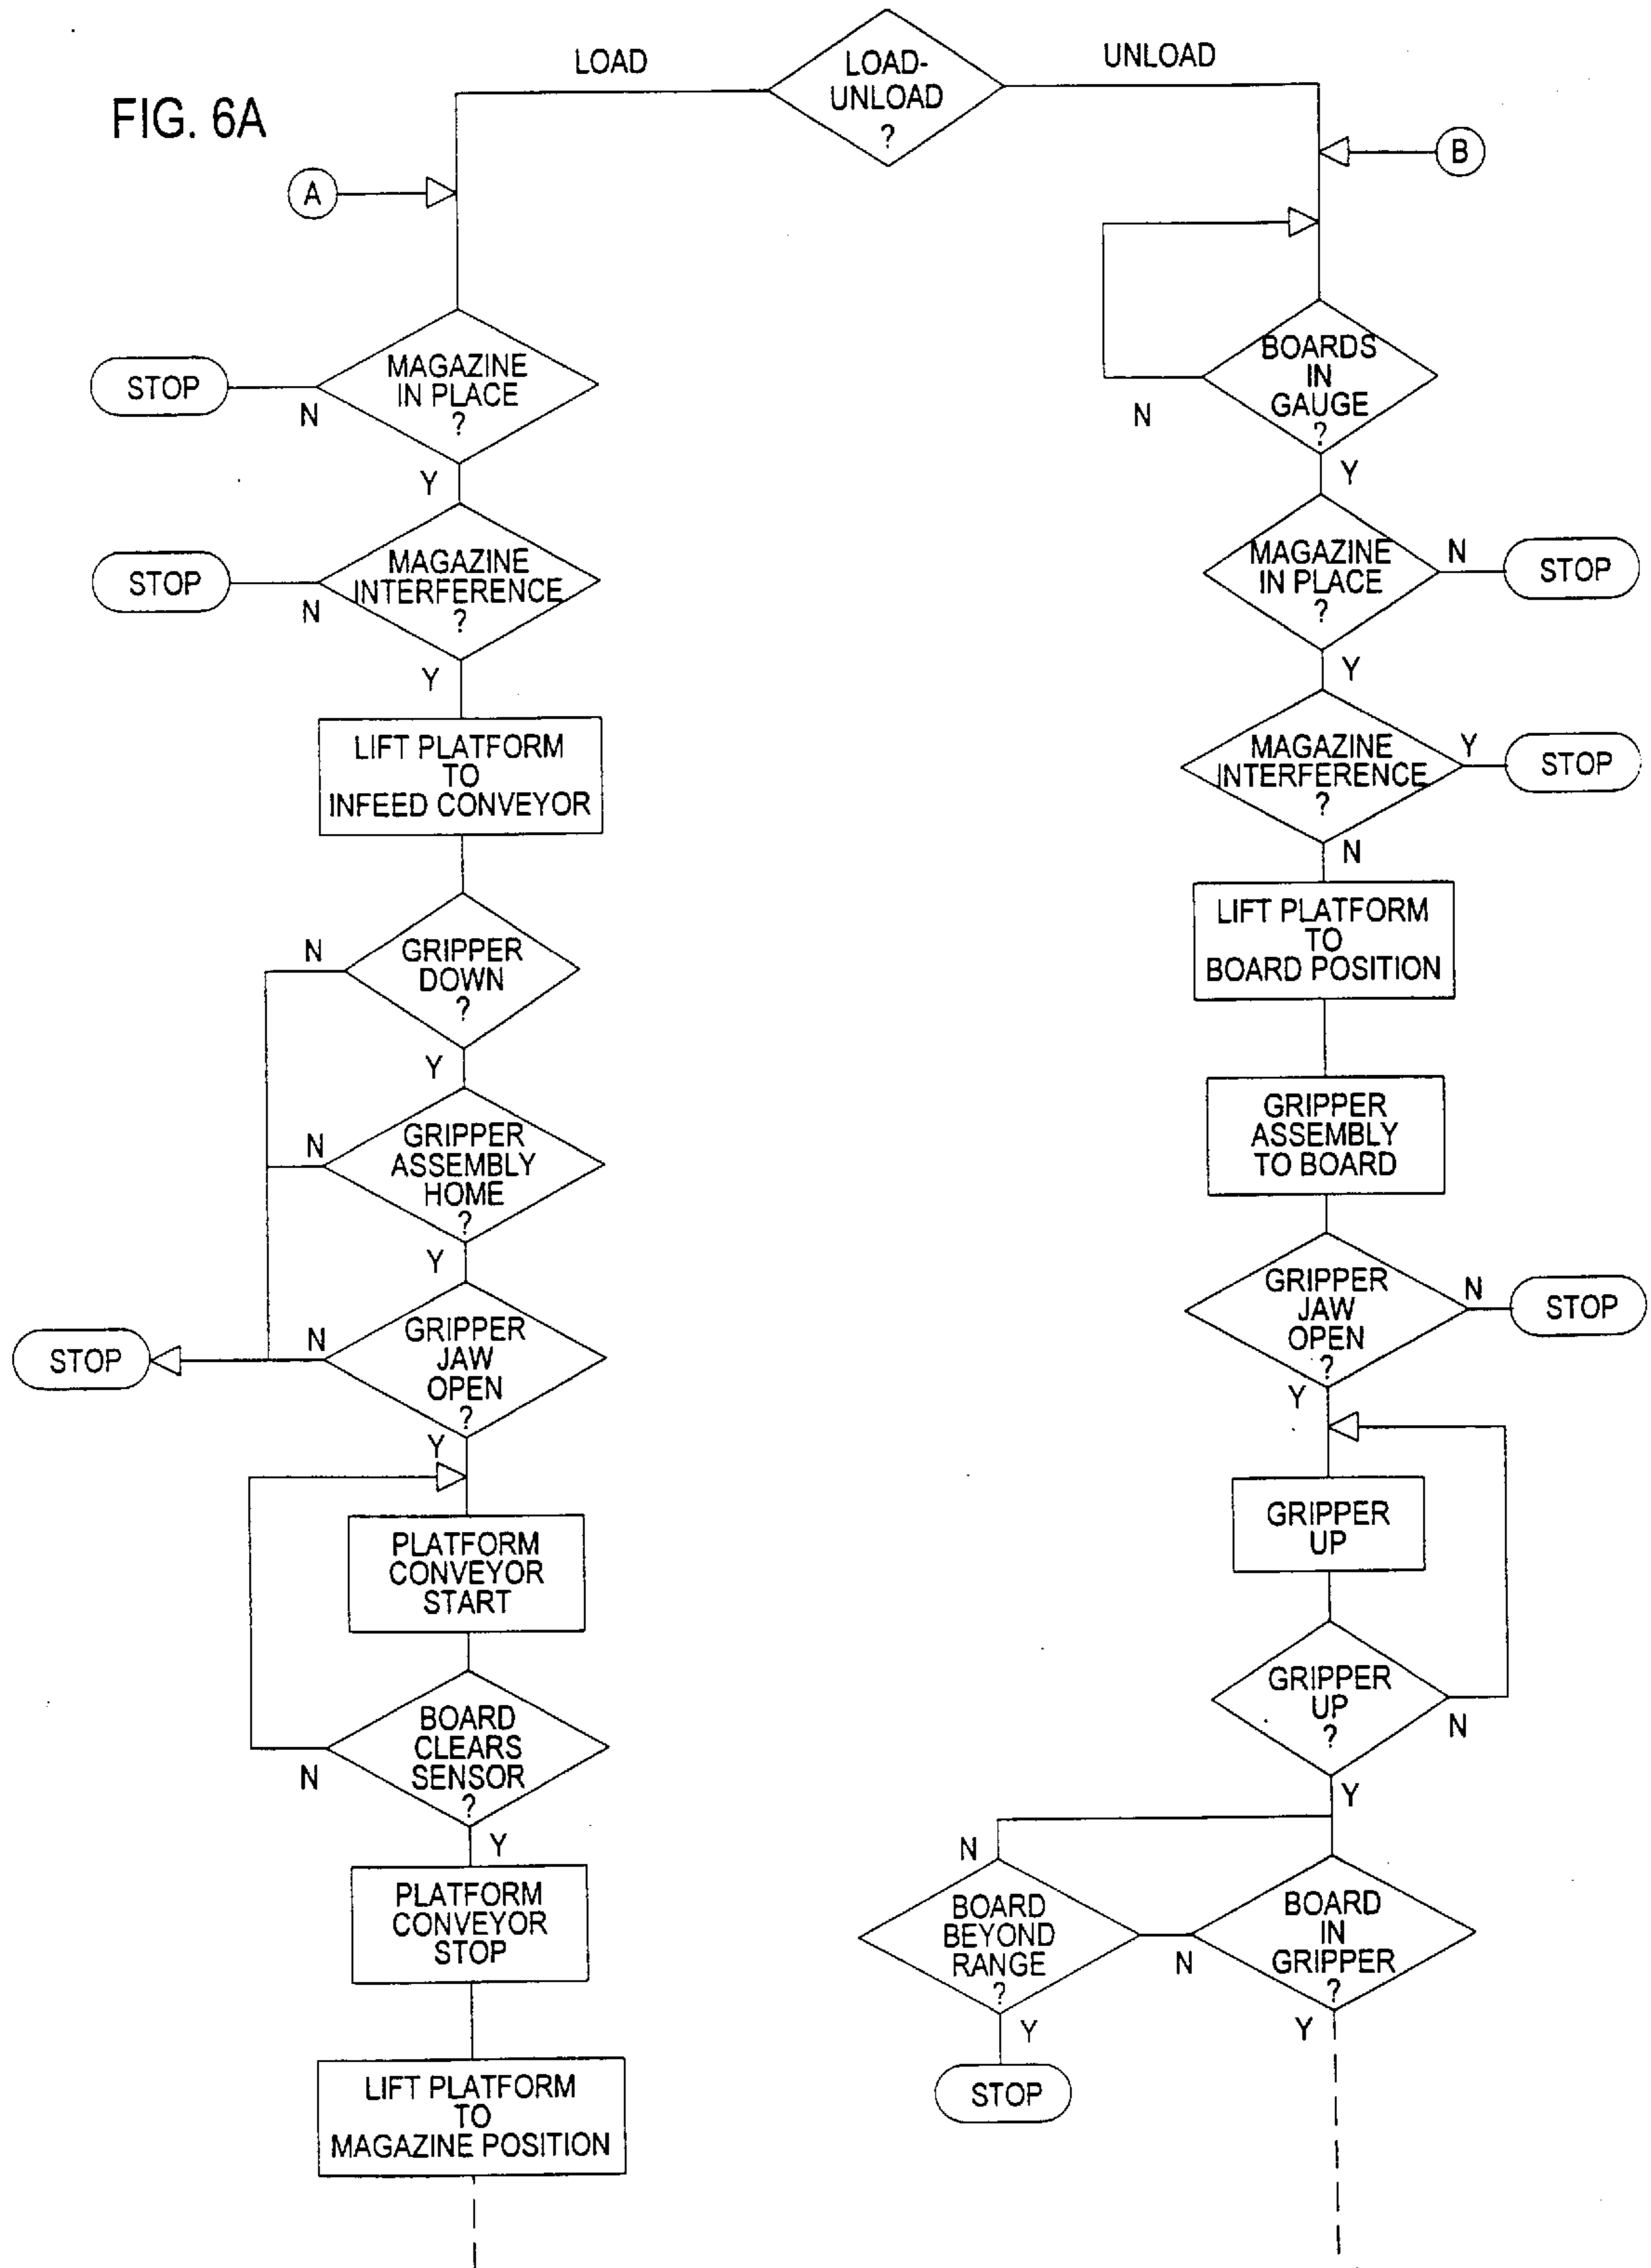 FIG. 6A
LOAD
LOAD-
UNLOAD
?
UNLOAD
A
B
MAGAZINE
IN PLACE
?
STOP
N
Y
MAGAZINE
INTERFERENCE
?
STOP
N
Y
LIFT PLATFORM
TO
INFEED CONVEYOR
GRIPPER
DOWN
?
N
Y
GRIPPER
ASSEMBLY
HOME
?
N
Y
GRIPPER
JAW
OPEN
?
N
STOP
Y
PLATFORM
CONVEYOR
START
BOARD
CLEARS
SENSOR
?
N
Y
PLATFORM
CONVEYOR
STOP
LIFT PLATFORM
TO
MAGAZINE POSITION
BOARDS
IN
GAUGE
?
N
Y
MAGAZINE
IN PLACE
?
N
STOP
Y
MAGAZINE
INTERFERENCE
?
Y
STOP
N
LIFT PLATFORM
TO
BOARD POSITION
GRIPPER
ASSEMBLY
TO BOARD
GRIPPER
JAW
OPEN
?
N
STOP
Y
GRIPPER
UP
GRIPPER
UP
?
N
Y
BOARD
IN
GRIPPER
?
N
Y
N
BOARD
BEYOND
RANGE
?
Y
STOP